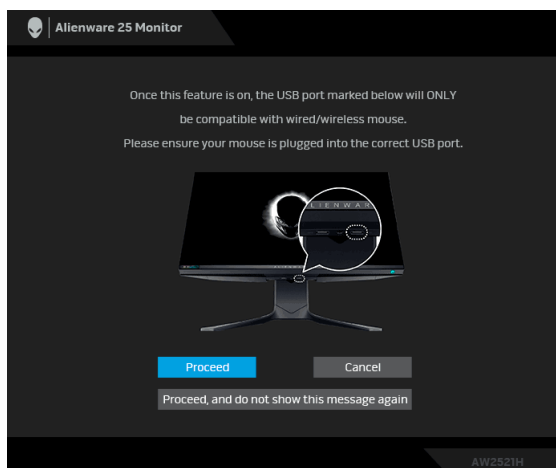 Alienware 25 Monitor
Once this feature is on, the USB port marked below will ONLY
be compatible with wired/wireless mouse.
Please ensure your mouse is plugged into the correct USB port.
LIENWAR
Proceed
Cancel
Proceed, and do not show this message again
AW2521H